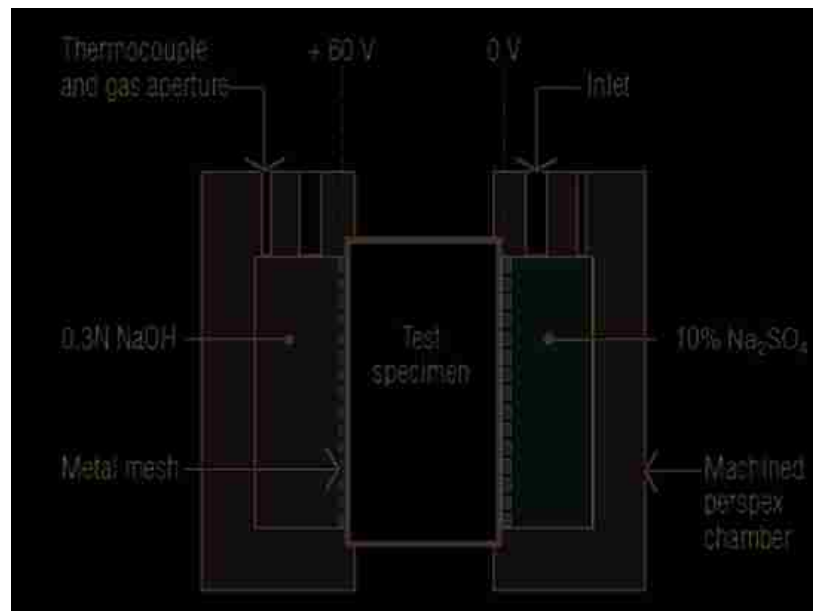 Thermocouple
and gas aperture
+ 60 V
0 V
Inlet
0.3N NaOH
Test
specimen
10% Na₂SO₄
Metal mesh
Machined
perspex
chamber